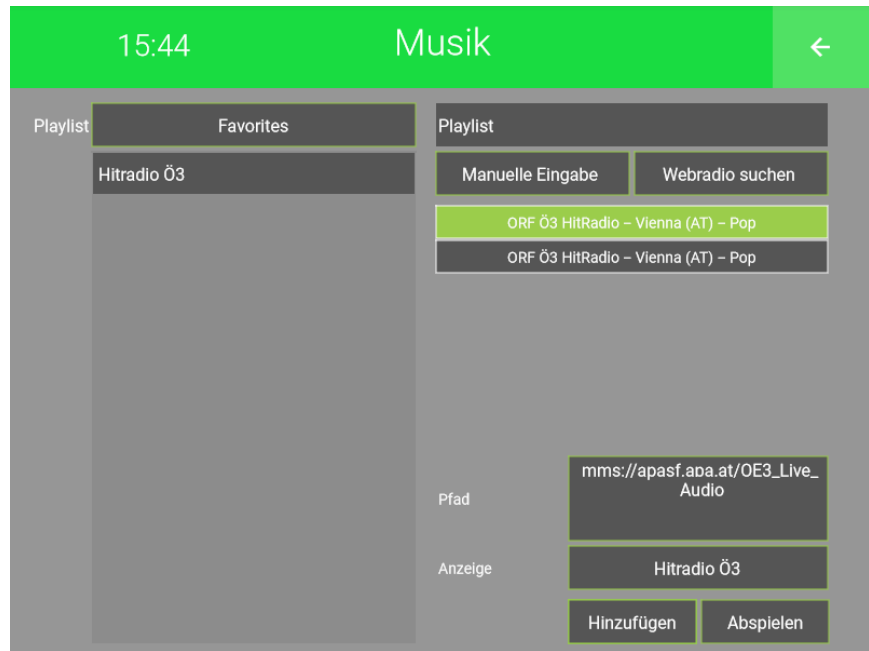 15:44
Musik
Playlist
Favorites
Hitradio Ö3
Playlist
Manuelle Eingabe
Webradio suchen
ORF Ö3 HitRadio – Vienna (AT) – Pop
ORF Ö3 HitRadio – Vienna (AT) – Pop
Pfad
mms://apasf.apa.at/OE3_Live_
Audio
Anzeige
Hitradio Ö3
Hinzufügen
Abspielen